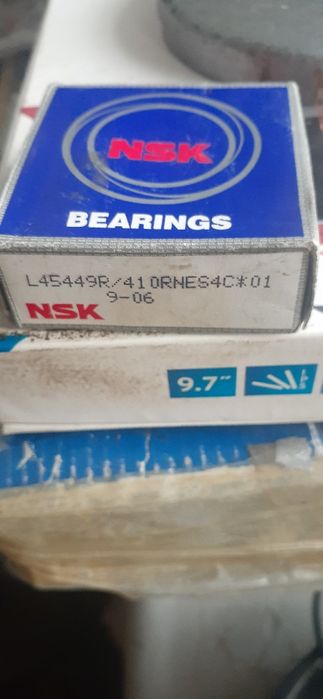 NSK
BEARINGS
L45449R/410RNES4C*01
9-06
NSK
9.7"